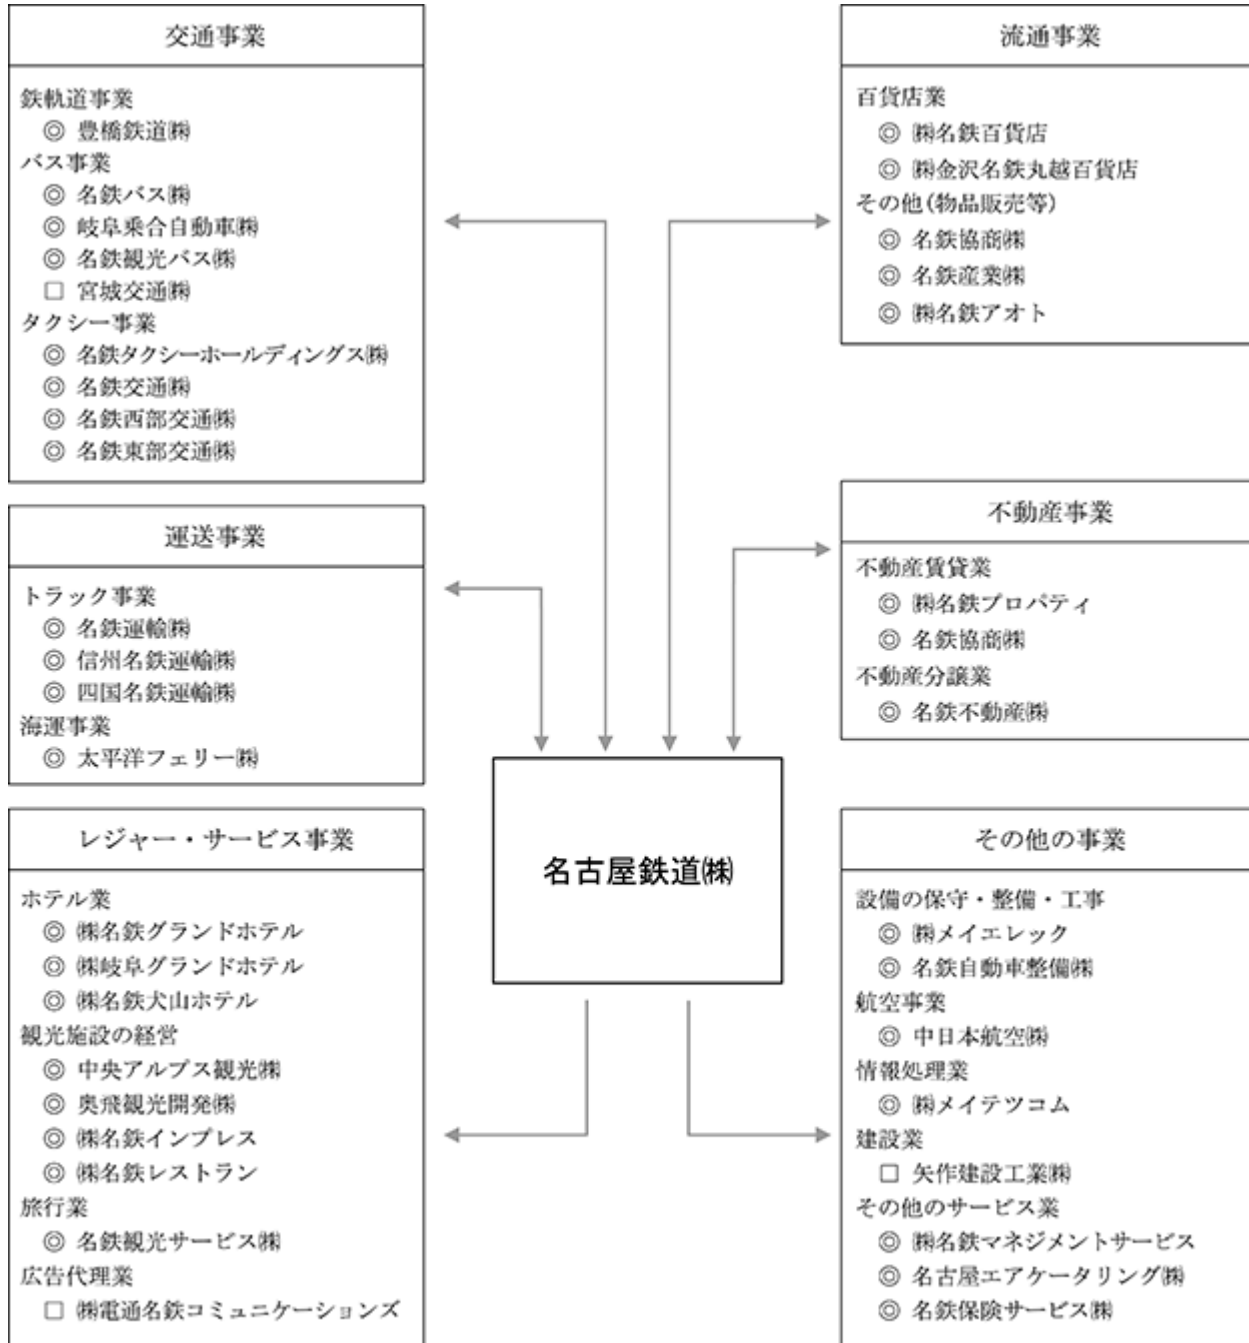 交通事業
鉄軌道事業
◎ 豊橋鉄道㈱
バス事業
◎ 名鉄バス㈱
◎ 岐阜乗合自動車㈱
◎ 名鉄観光バス㈱
□ 宮城交通㈱
タクシー事業
◎ 名鉄タクシーホールディングス㈱
◎ 名鉄交通㈱
◎ 名鉄西部交通㈱
◎ 名鉄東部交通㈱
運送事業
トラック事業
◎ 名鉄運輸㈱
◎ 信州名鉄運輸㈱
◎ 四国名鉄運輸㈱
海運事業
◎ 太平洋フェリー㈱
レジャー・サービス事業
ホテル業
◎ ㈱名鉄グランドホテル
◎ ㈱岐阜グランドホテル
◎ ㈱名鉄犬山ホテル
観光施設の経営
◎ 中央アルプス観光㈱
◎ 奥飛観光開発㈱
◎ ㈱名鉄インプレス
◎ ㈱名鉄レストラン
旅行業
◎ 名鉄観光サービス㈱
広告代理業
□ ㈱電通名鉄コミュニケーションズ
名古屋鉄道㈱
流通事業
百貨店業
◎ ㈱名鉄百貨店
◎ ㈱金沢名鉄丸越百貨店
その他(物品販売等)
◎ 名鉄協商㈱
◎ 名鉄産業㈱
◎ ㈱名鉄アオト
不動産事業
不動産賃貸業
◎ ㈱名鉄プロパティ
◎ 名鉄協商㈱
不動産分譲業
◎ 名鉄不動産㈱
その他の事業
設備の保守・整備・工事
◎ ㈱メイエレック
◎ 名鉄自動車整備㈱
航空事業
◎ 中日本航空㈱
情報処理業
◎ ㈱メイテツコム
建設業
□ 矢作建設工業㈱
その他のサービス業
◎ ㈱名鉄マネジメントサービス
◎ 名古屋エアケータリング㈱
◎ 名鉄保険サービス㈱